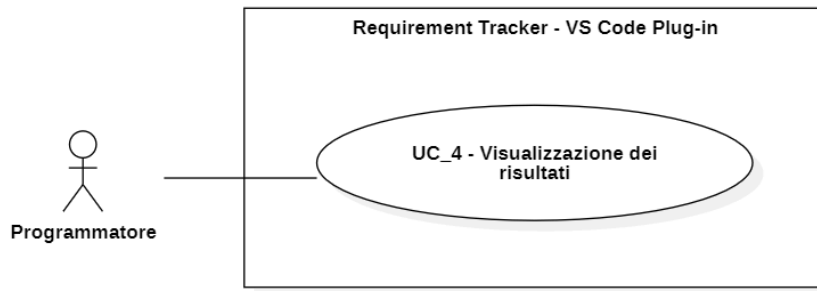 Requirement Tracker - VS Code Plug-in
UC_4 - Visualizzazione dei
risultati
Programmatore